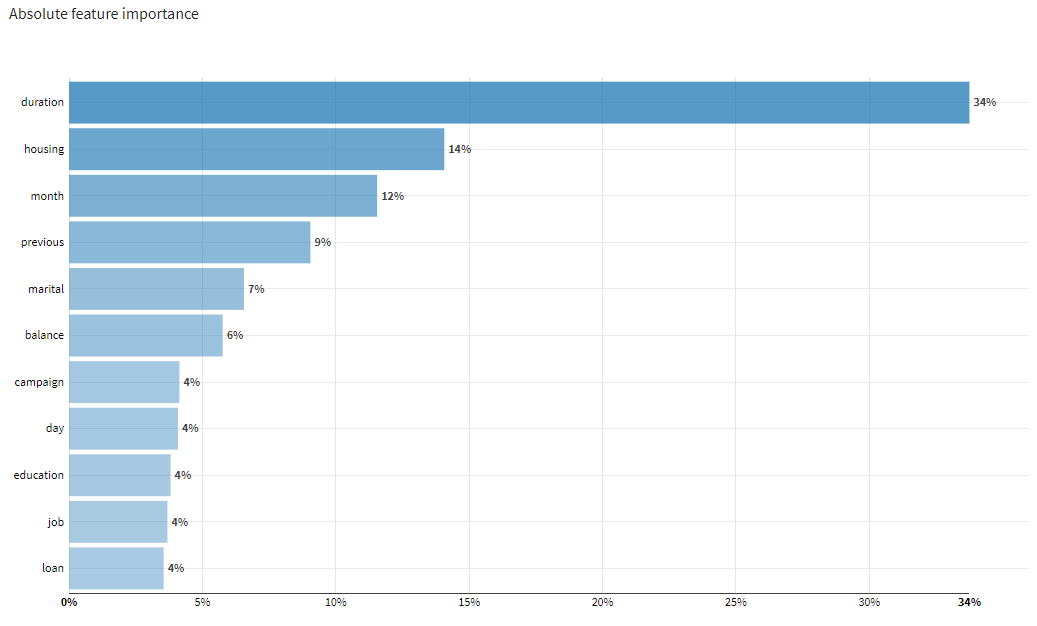 Absolute feature importance
duration 34%
housing 14%
month 12%
previous 9%
marital 7%
balance 6%
campaign 4%
day 4%
education 4%
job 4%
loan 4%
0% 5% 10% 15% 20% 25% 30% 34%